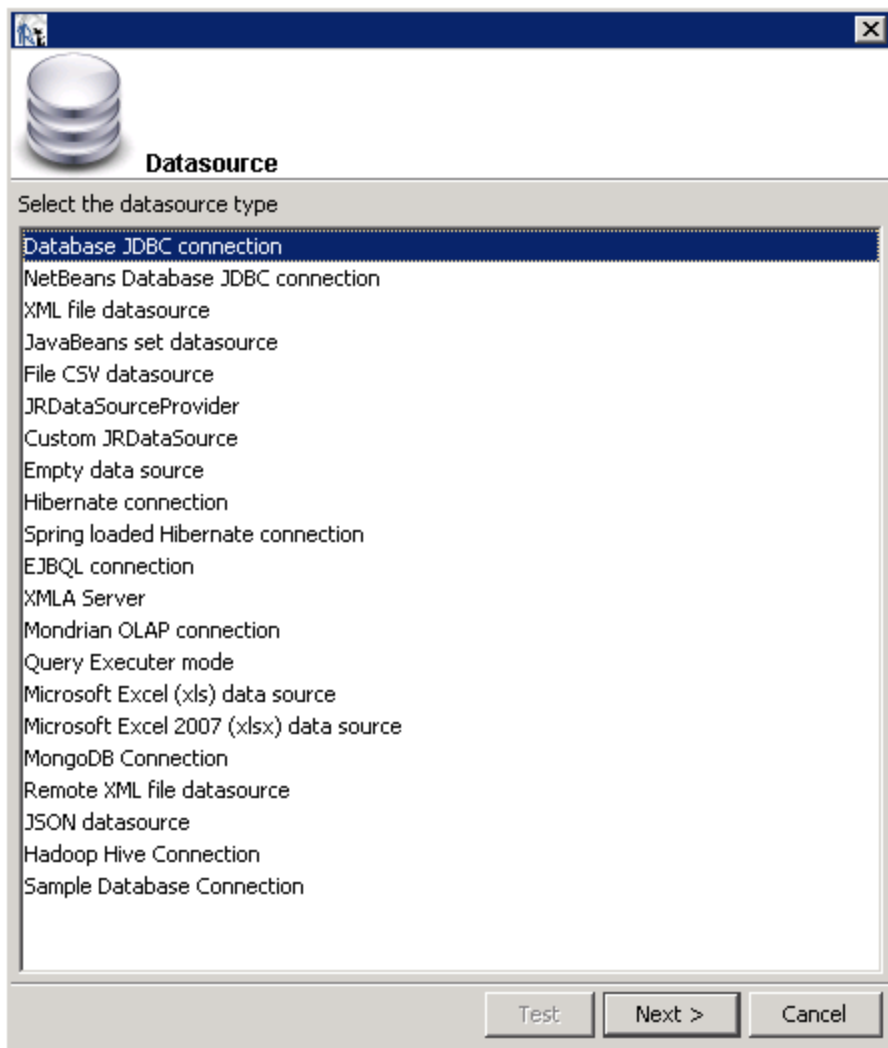 Datasource
Select the datasource type
Database JDBC connection
NetBeans Database JDBC connection
XML file datasource
JavaBeans set datasource
File CSV datasource
JRDataSourceProvider
Custom JRDataSource
Empty data source
Hibernate connection
Spring loaded Hibernate connection
EJBQL connection
XMLA Server
Mondrian OLAP connection
Query Executer mode
Microsoft Excel (xls) data source
Microsoft Excel 2007 (xlsx) data source
MongoDB Connection
Remote XML file datasource
JSON datasource
Hadoop Hive Connection
Sample Database Connection
Test Next > Cancel